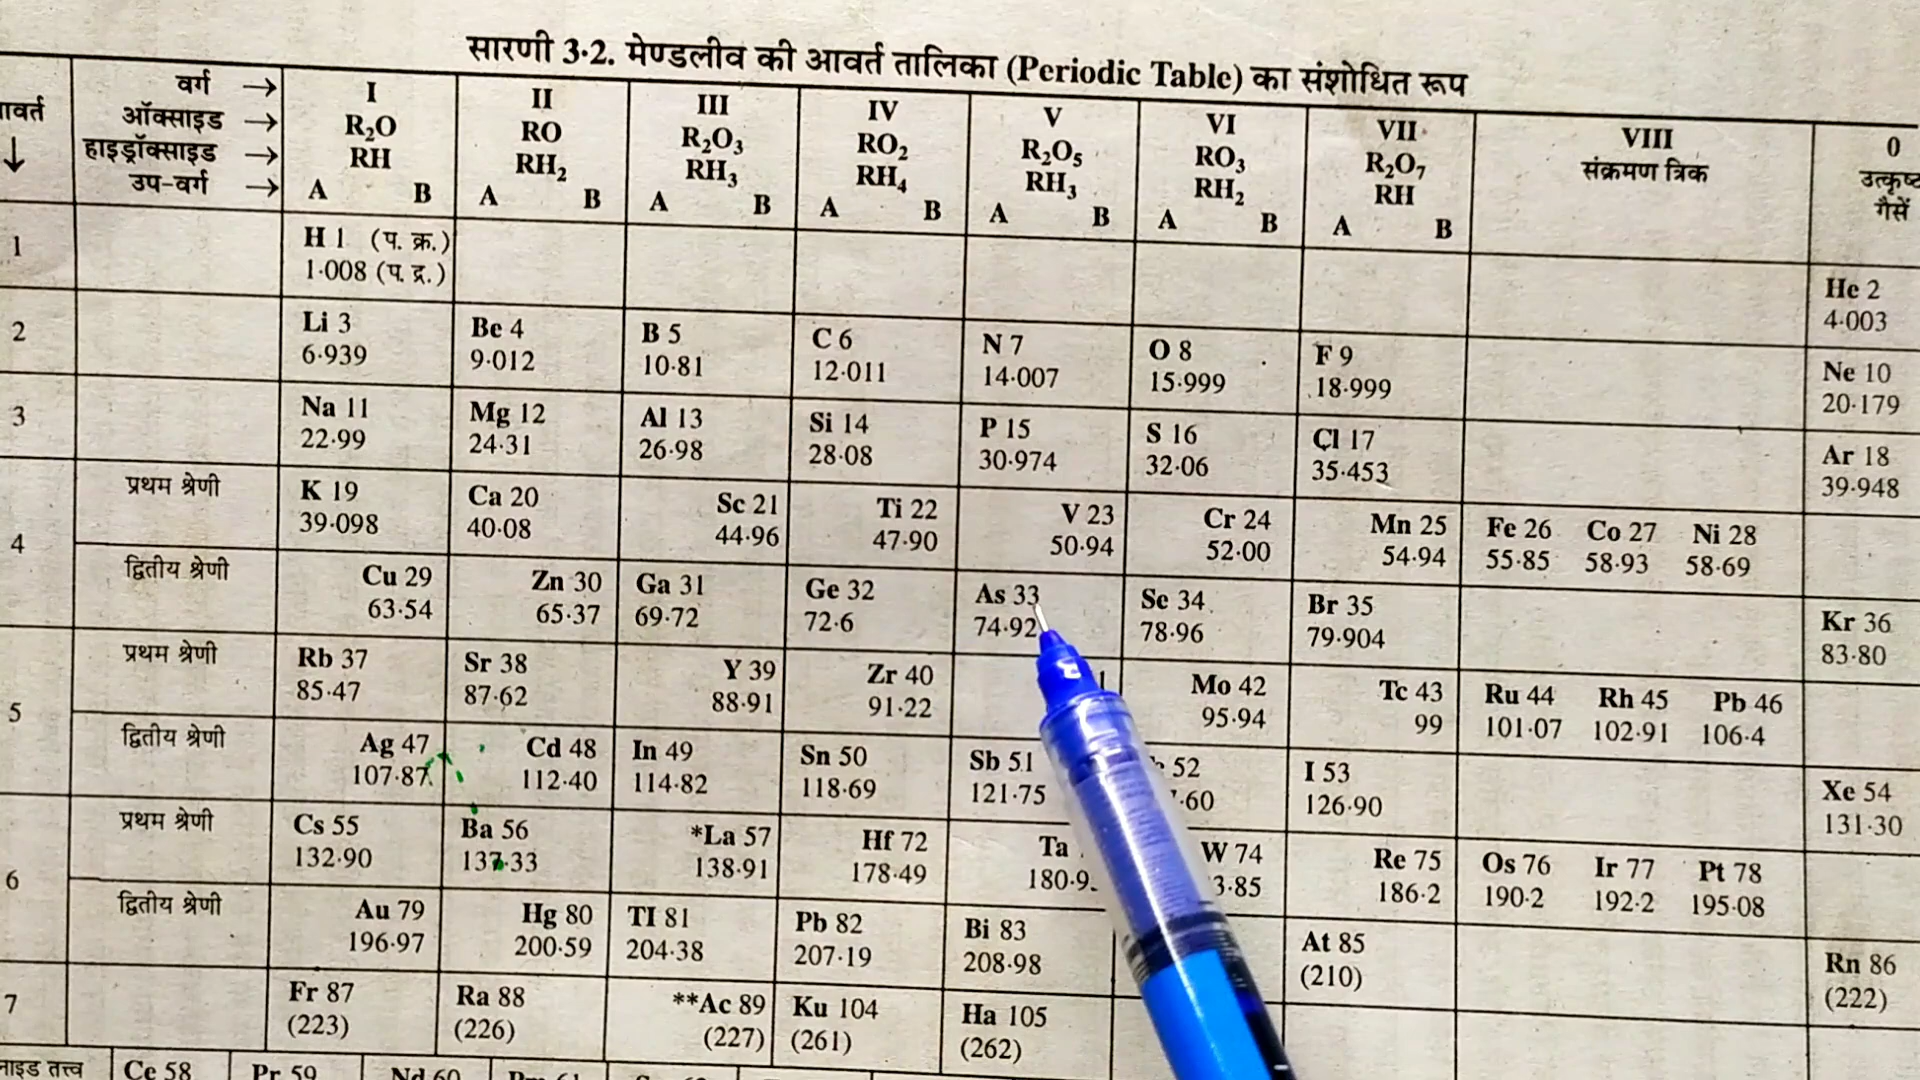 सारणी 3·2. मेण्डलीव की आवर्त तालिका (Periodic Table) का संशोधित रूप
वर्ग → I II III IV V VI VII VIII 0
ऑक्साइड → R₂O RO R₂O₃ RO₂ R₂O₅ RO₃ R₂O₇ संक्रमण त्रिक
हाइड्रॉक्साइड → RH RH₂ RH₃ RH₄ RH₃ RH₂ RH गैसें
उप-वर्ग → A B A B A B A B A B A B A B
↓
1 H 1 (प. क्र.) He 2
1·008 (प. द्र.) 4·003
2 Li 3 Be 4 B 5 C 6 N 7 O 8 F 9 Ne 10
6·939 9·012 10·81 12·011 14·007 15·999 18·999 20·179
3 Na 11 Mg 12 Al 13 Si 14 P 15 S 16 Cl 17 Ar 18
22·99 24·31 26·98 28·08 30·974 32·06 35·453 39·948
4 प्रथम श्रेणी K 19 Ca 20 Sc 21 Ti 22 V 23 Cr 24 Mn 25 Fe 26 Co 27 Ni 28
39·098 40·08 44·96 47·90 50·94 52·00 54·94 55·85 58·93 58·69
द्वितीय श्रेणी Cu 29 Zn 30 Ga 31 Ge 32 As 33 Se 34 Br 35 Kr 36
63·54 65·37 69·72 72·6 74·92 78·96 79·904 83·80
5 प्रथम श्रेणी Rb 37 Sr 38 Y 39 Zr 40 Mo 42 Tc 43 Ru 44 Rh 45 Pb 46
85·47 87·62 88·91 91·22 95·94 99 101·07 102·91 106·4
द्वितीय श्रेणी Ag 47 Cd 48 In 49 Sn 50 Sb 51 52 I 53 Xe 54
107·87 112·40 114·82 118·69 121·75 126·90 131·30
6 प्रथम श्रेणी Cs 55 Ba 56 *La 57 Hf 72 Ta W 74 Re 75 Os 76 Ir 77 Pt 78
132·90 137·33 138·91 178·49 186·2 190·2 192·2 195·08
द्वितीय श्रेणी Au 79 Hg 80 Tl 81 Pb 82 Bi 83 At 85 Rn 86
196·97 200·59 204·38 207·19 208·98 (210) (222)
7 Fr 87 Ra 88 **Ac 89 Ku 104 Ha 105
(223) (226) (227) (261) (262)
तत्त्व Ce 58 Pr 59 Nd 60